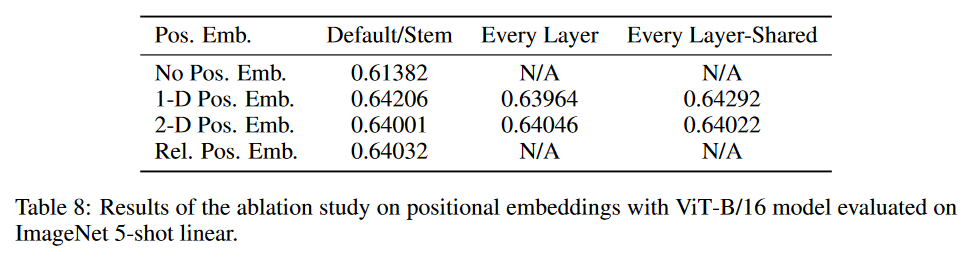 Pos. Emb. Default/Stem Every Layer Every Layer-Shared
No Pos. Emb. 0.61382 N/A N/A
1-D Pos. Emb. 0.64206 0.63964 0.64292
2-D Pos. Emb. 0.64001 0.64046 0.64022
Rel. Pos. Emb. 0.64032 N/A N/A
Table 8: Results of the ablation study on positional embeddings with ViT-B/16 model evaluated on
ImageNet 5-shot linear.